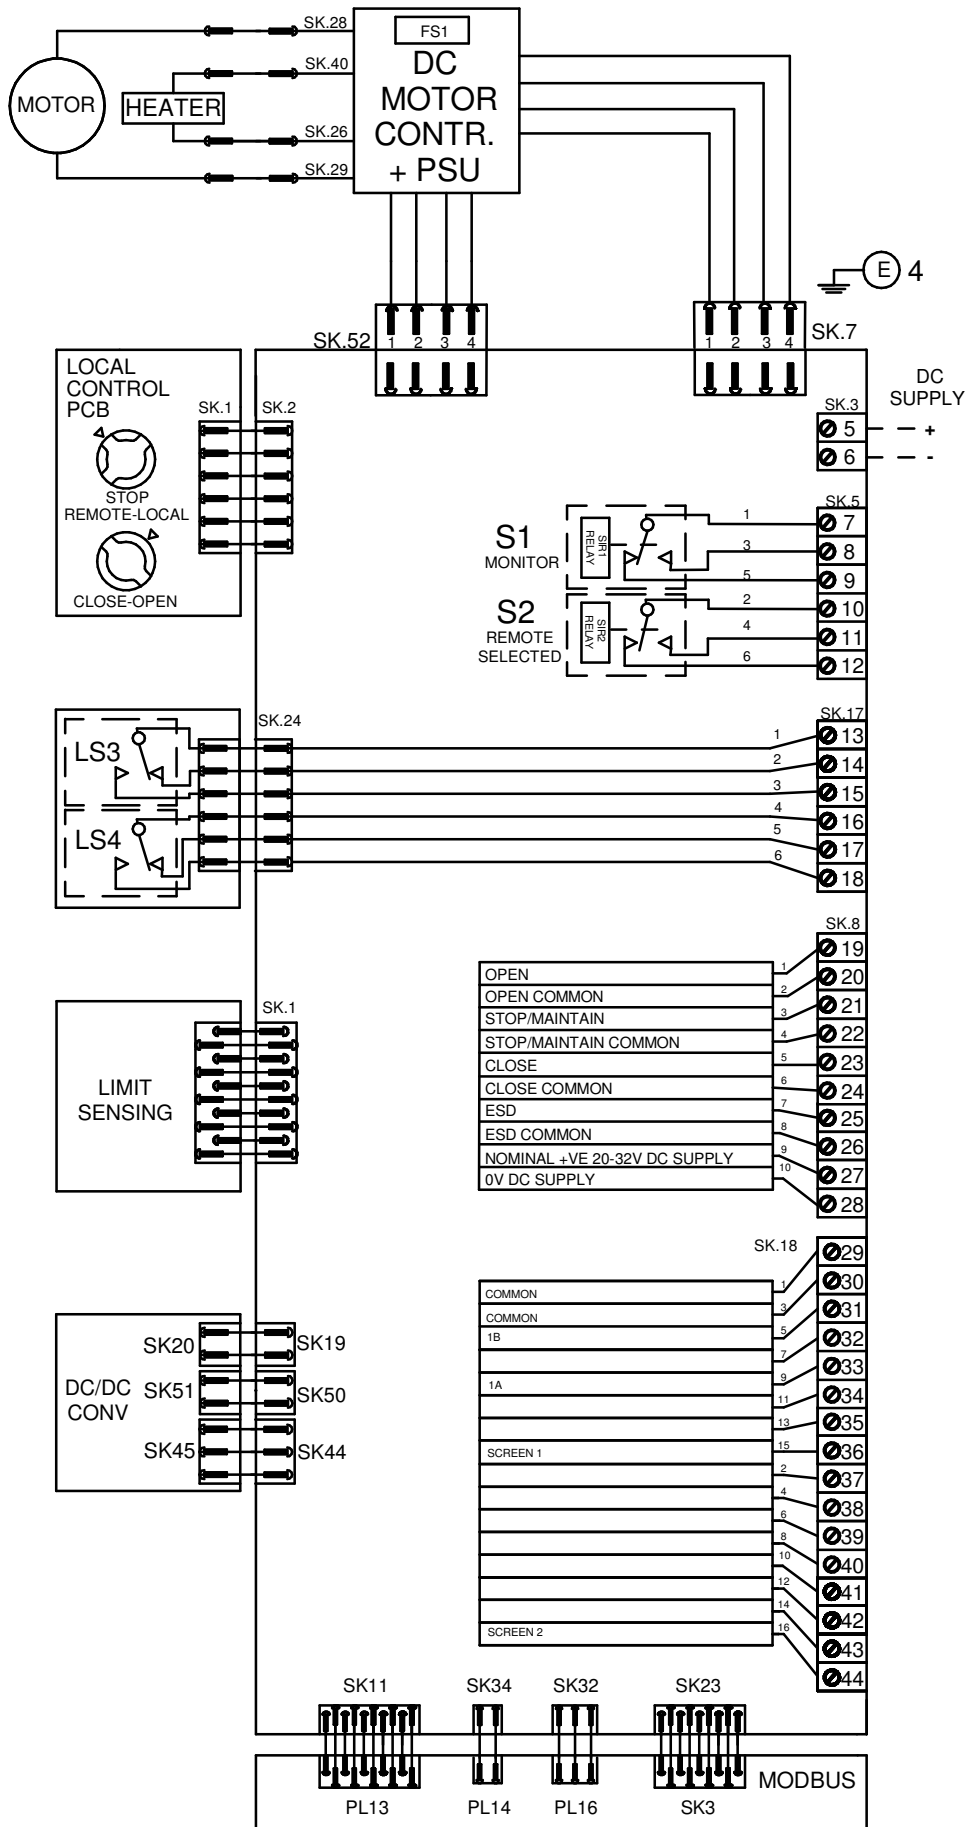 SK.28
FS1
SK.40
DC
MOTOR
CONTR.
+ PSU
MOTOR
HEATER
SK.26
SK.29
E 4
SK.52
1 2 3 4
SK.7
1 2 3 4
LOCAL
CONTROL
PCB
SK.1
SK.2
STOP
REMOTE-LOCAL
CLOSE-OPEN
DC
SUPPLY
SK.3
5 +
6 -
SK.5
S1
MONITOR
SIR1
RELAY
1 7
3 8
5 9
S2
REMOTE
SELECTED
SIR2
RELAY
2 10
4 11
6 12
LS3
LS4
SK.24
SK.17
1 13
2 14
3 15
4 16
5 17
6 18
SK.8
OPEN 1 19
OPEN COMMON 2 20
STOP/MAINTAIN 3 21
STOP/MAINTAIN COMMON 4 22
CLOSE 5 23
CLOSE COMMON 6 24
ESD 7 25
ESD COMMON 8 26
NOMINAL +VE 20-32V DC SUPPLY 9 27
0V DC SUPPLY 10 28
LIMIT
SENSING
SK.1
SK.18
COMMON 1 29
COMMON 3 30
1B 5 31
7 32
1A 9 33
11 34
13 35
SCREEN 1 15 36
2 37
4 38
6 39
8 40
10 41
12 42
14 43
SCREEN 2 16 44
DC/DC
CONV
SK20
SK19
SK51
SK50
SK45
SK44
SK11
SK34
SK32
SK23
MODBUS
PL13
PL14
PL16
SK3